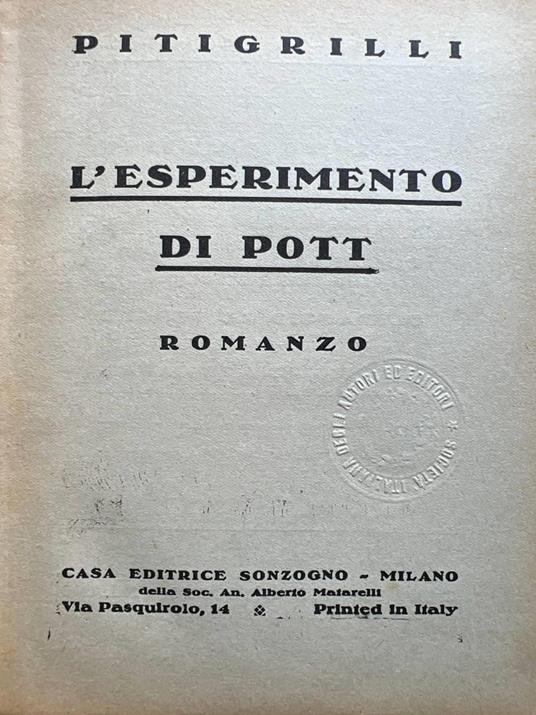 PITIGRILLI
L'ESPERIMENTO
DI POTT
ROMANZO
SOCIETÀ ITALIANA DEGLI AUTORI ED EDITORI
CASA EDITRICE SONZOGNO - MILANO
della Soc. An. Alberto Matarelli
Via Pasquirolo, 14 Printed in Italy